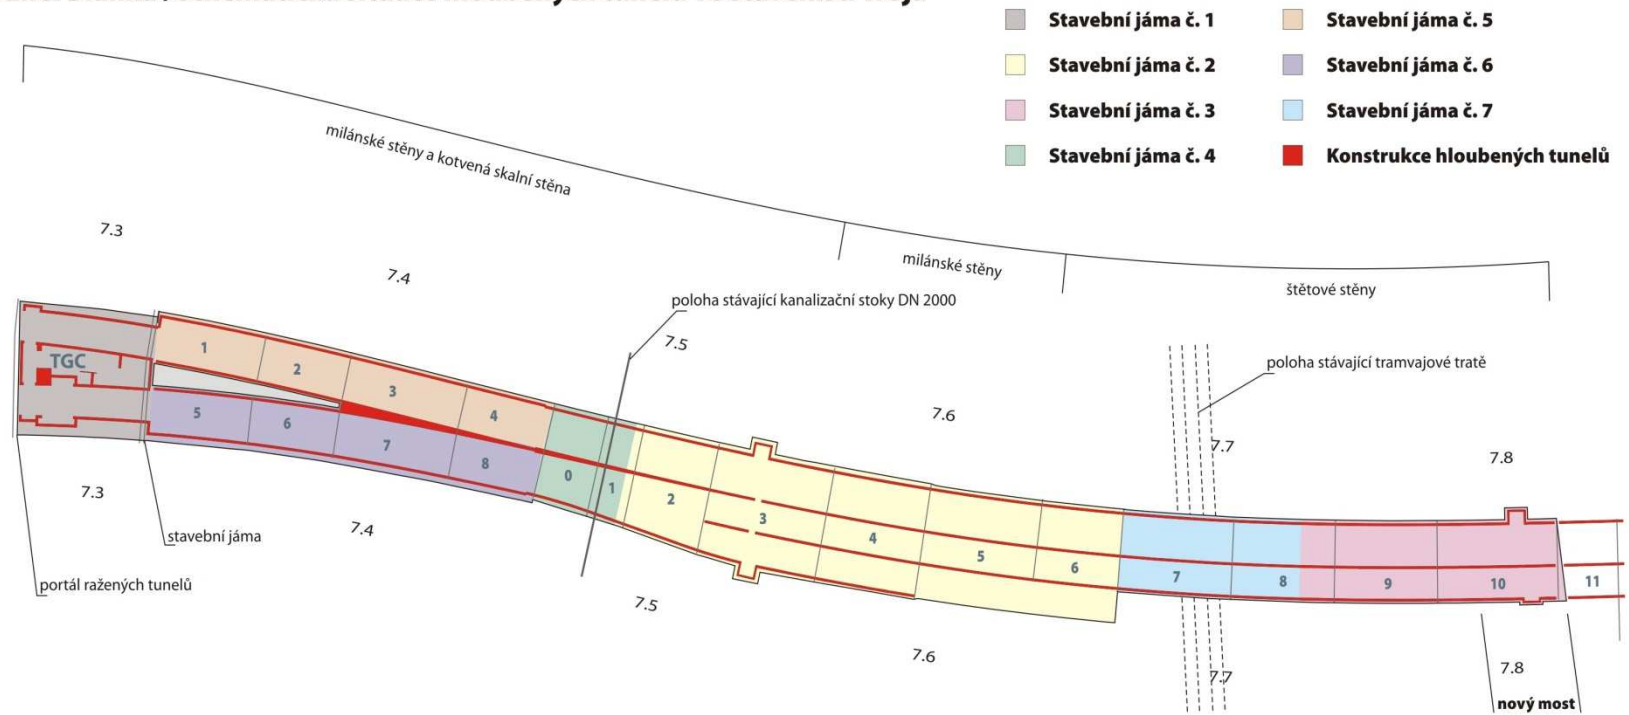 Stavební jáma č. 1
Stavební jáma č. 5
Stavební jáma č. 2
Stavební jáma č. 6
Stavební jáma č. 3
Stavební jáma č. 7
Stavební jáma č. 4
Konstrukce hloubených tunelů
milánské stěny a kotvená skalní stěna
milánské stěny
štětové stěny
7.3
7.4
poloha stávající kanalizační stoky DN 2000
7.5
poloha stávající tramvajové tratě
7.6
7.7
7.8
TGC
1
2
3
4
5
6
7
8
0
1
2
3
4
5
6
7
8
9
10
11
7.3
stavební jáma
7.4
portál ražených tunelů
7.5
7.6
7.7
7.8
nový most